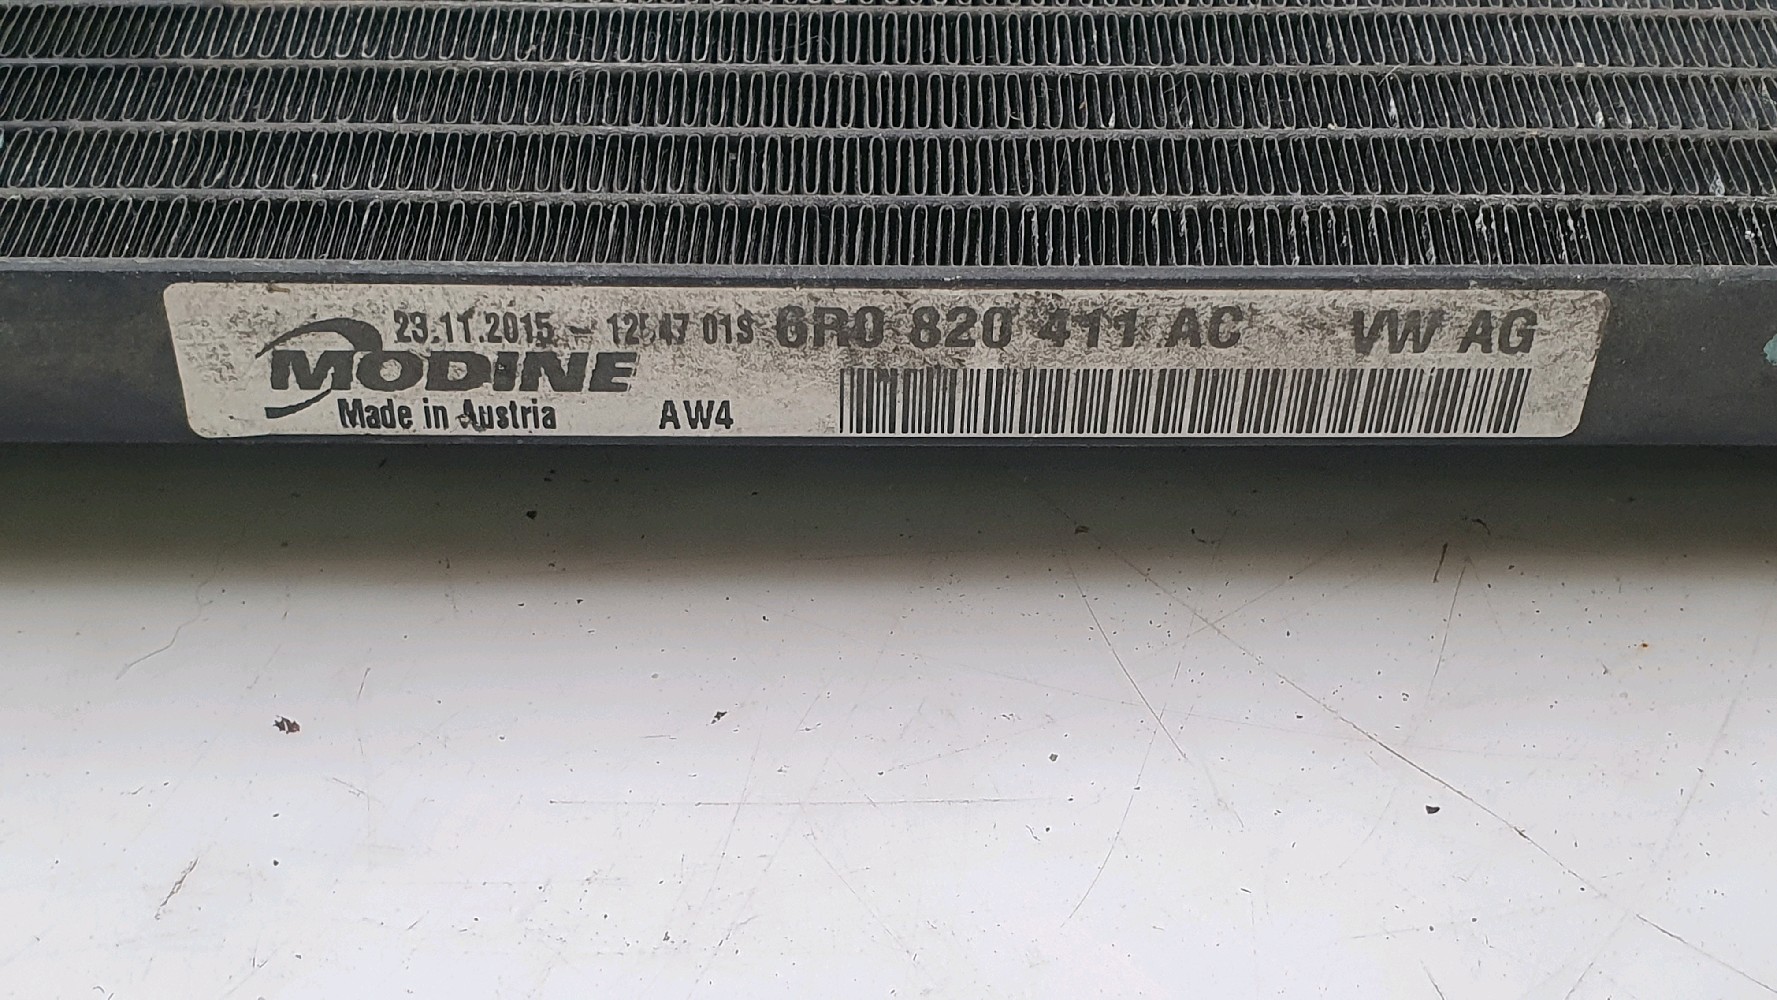 23.11.2015 - 12:47 01S 6R0 820 411 AC VW AG
MODINE
Made in Austria AW4